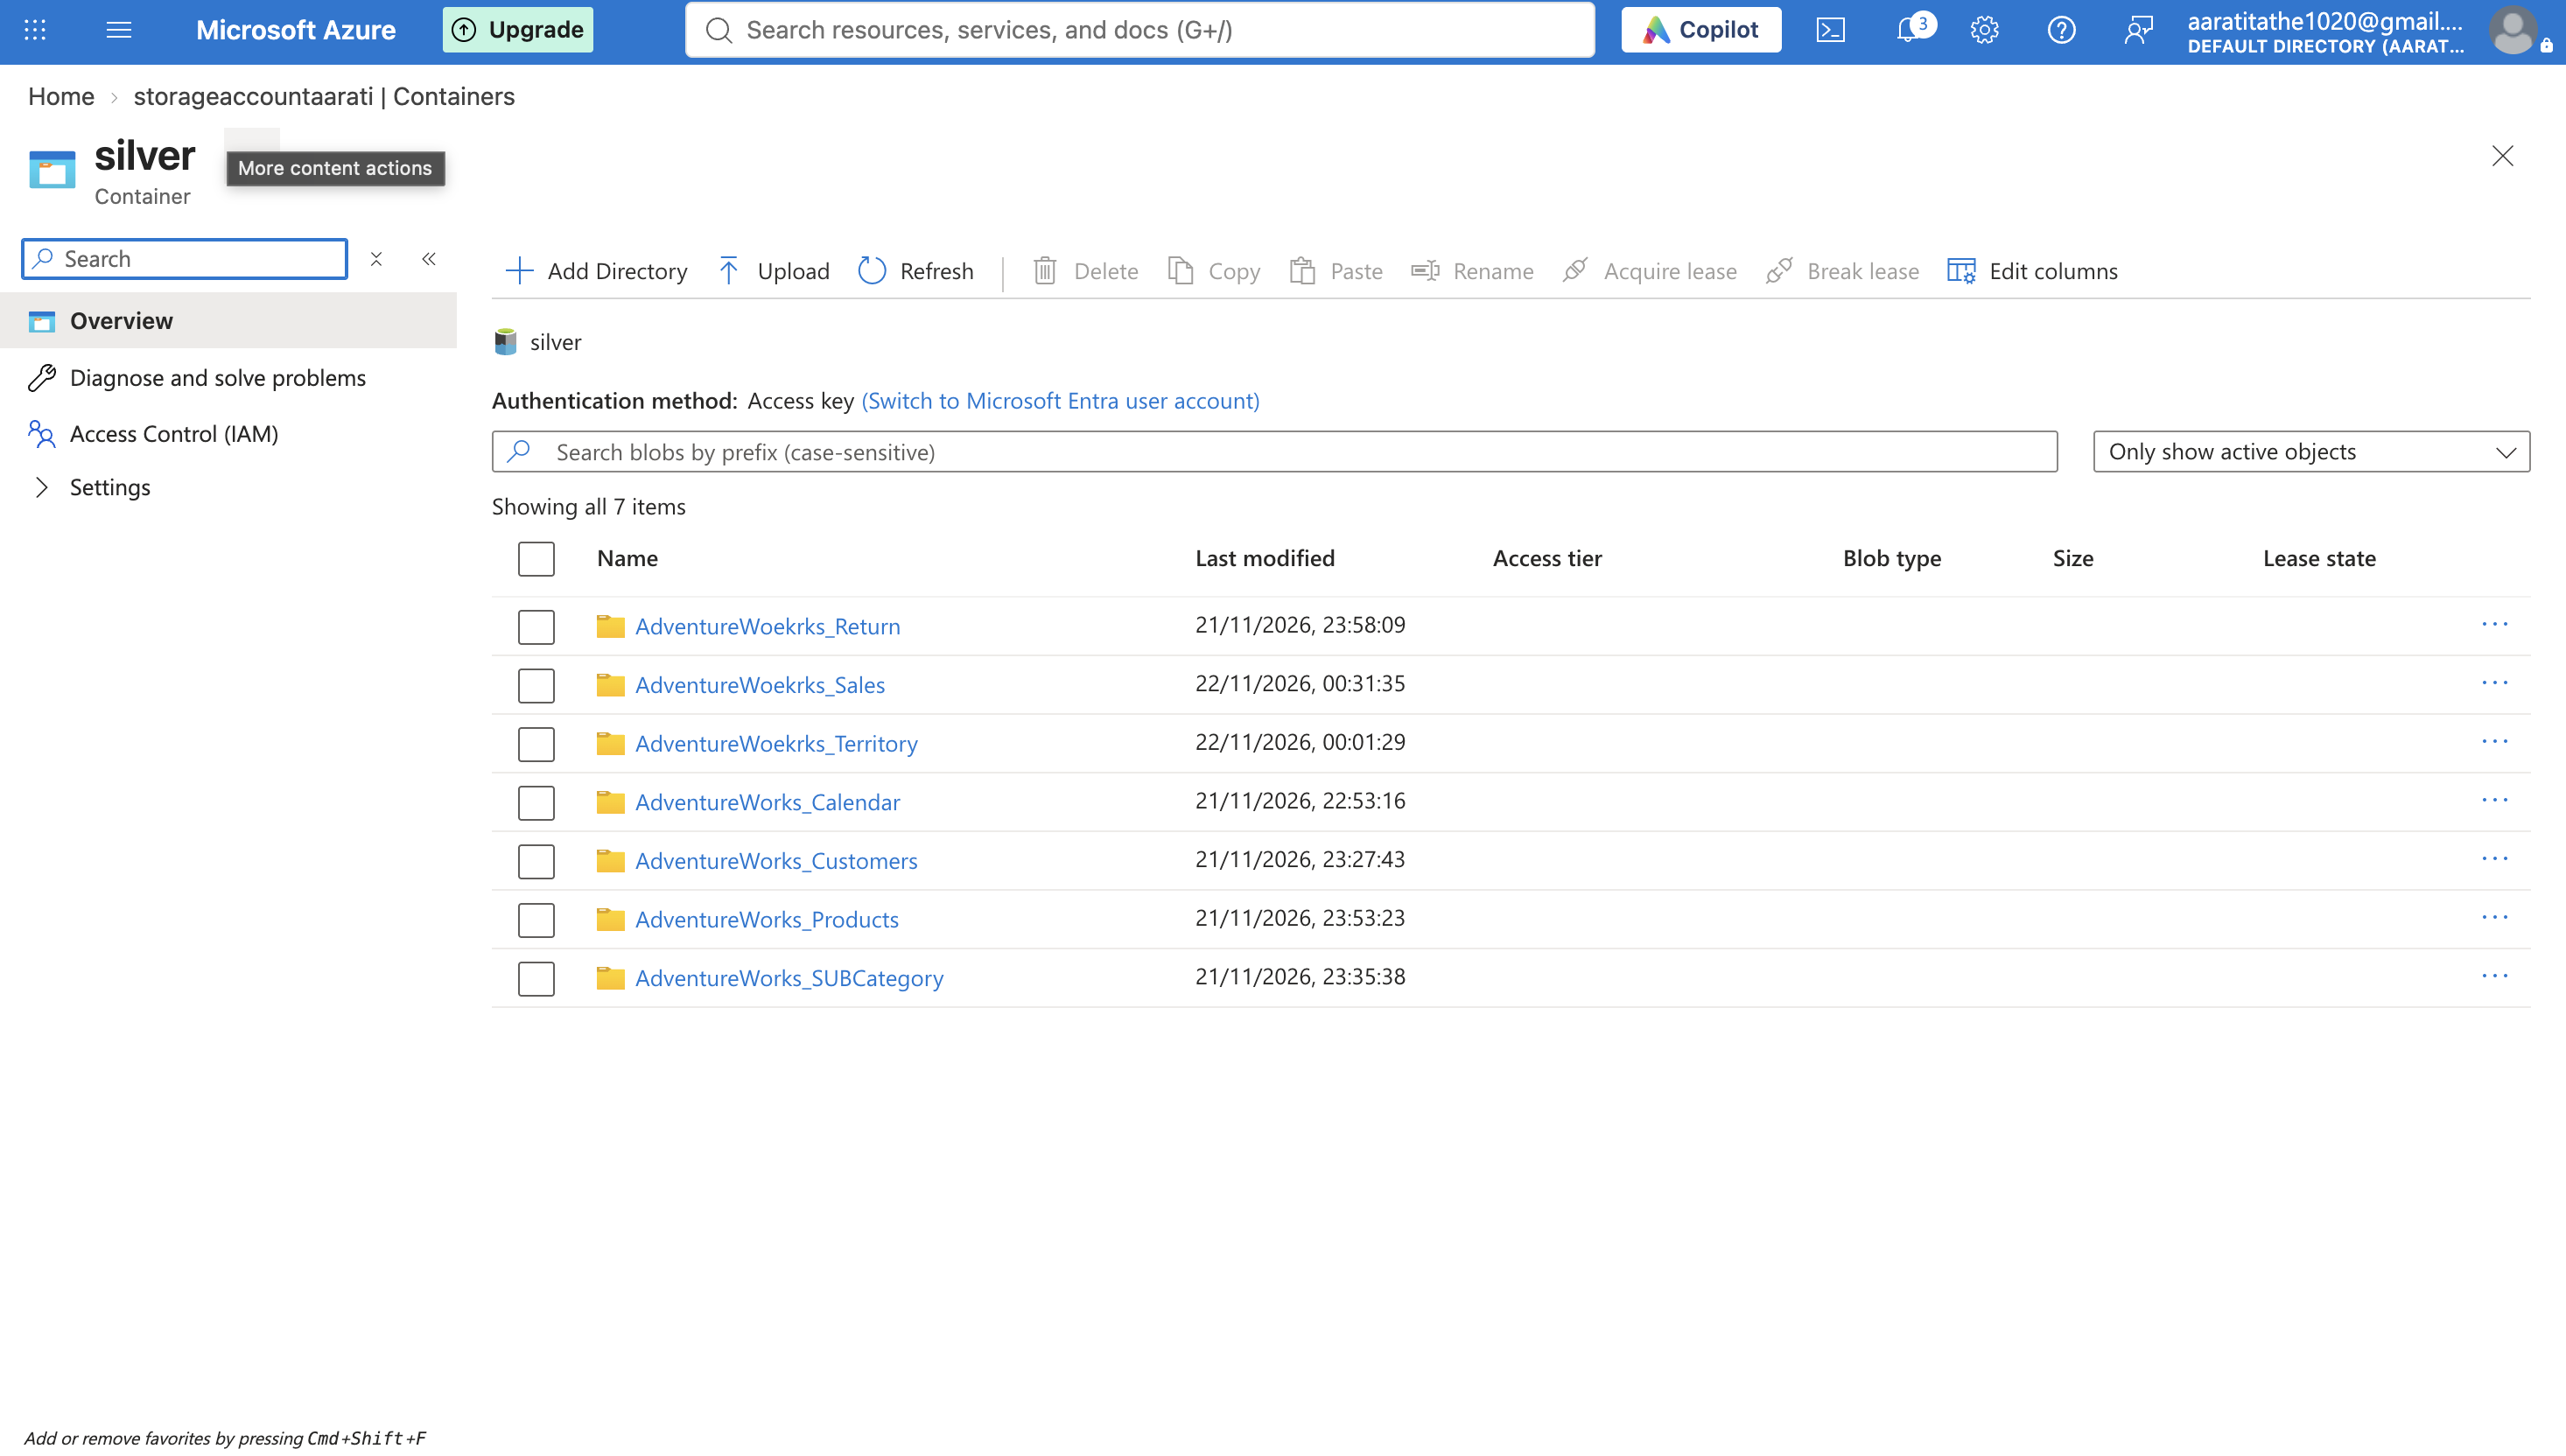 Microsoft Azure
Upgrade
Search resources, services, and docs (G+/)
Copilot
3
aaratitathe1020@gmail....
DEFAULT DIRECTORY (AARAT...
Home > storageaccountaarati | Containers
silver
More content actions
Container
Search
Overview
Diagnose and solve problems
Access Control (IAM)
Settings
Add Directory Upload Refresh Delete Copy Paste Rename Acquire lease Break lease Edit columns
silver
Authentication method: Access key (Switch to Microsoft Entra user account)
Search blobs by prefix (case-sensitive)
Only show active objects
Showing all 7 items
Name Last modified Access tier Blob type Size Lease state
AdventureWoekrks_Return 21/11/2026, 23:58:09
AdventureWoekrks_Sales 22/11/2026, 00:31:35
AdventureWoekrks_Territory 22/11/2026, 00:01:29
AdventureWorks_Calendar 21/11/2026, 22:53:16
AdventureWorks_Customers 21/11/2026, 23:27:43
AdventureWorks_Products 21/11/2026, 23:53:23
AdventureWorks_SUBCategory 21/11/2026, 23:35:38
Add or remove favorites by pressing Cmd+Shift+F